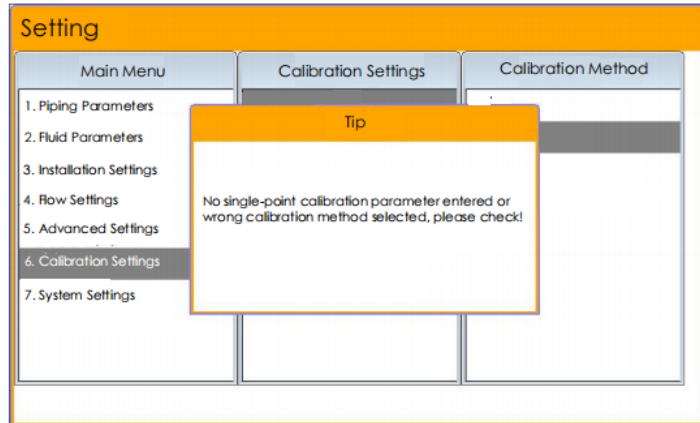 Setting
Main Menu
Calibration Settings
Calibration Method
1. Piping Parameters
2. Fluid Parameters
3. Installation Settings
4. Flow Settings
5. Advanced Settings
6. Calibration Settings
7. System Settings
Tip
No single-point calibration parameter entered or
wrong calibration method selected, please check!